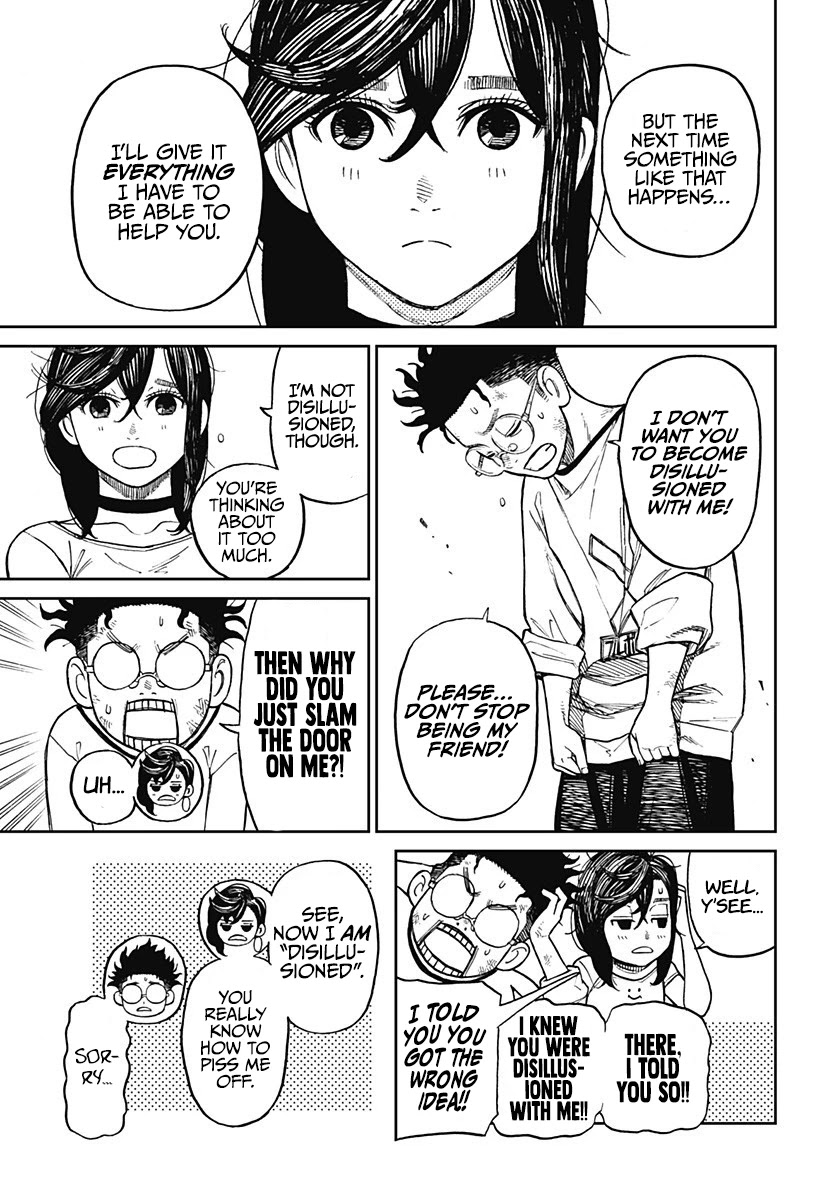 BUT THE
NEXT TIME
SOMETHING
LIKE THAT
HAPPENS...
I'LL GIVE IT
EVERYTHING
I HAVE TO
BE ABLE TO
HELP YOU.
I DON'T
WANT YOU
TO BECOME
DISILLU-
SIONED
WITH ME!
PLEASE...
DON'T STOP
BEING MY
FRIEND!
I'M NOT
DISILLU-
SIONED,
THOUGH.
YOU'RE
THINKING
ABOUT
IT TOO
MUCH.
THEN WHY
DID YOU
JUST SLAM
THE DOOR
ON ME?!
UH...
WELL,
Y'SEE...
THERE,
I TOLD
YOU SO!!
I KNEW
YOU WERE
DISILLUS-
IONED
WITH ME!!
I TOLD
YOU YOU
GOT THE
WRONG
IDEA!!
SEE,
NOW I AM
"DISILLU-
SIONED".
YOU
REALLY
KNOW
HOW TO
PISS ME
OFF.
SOR-
RY...